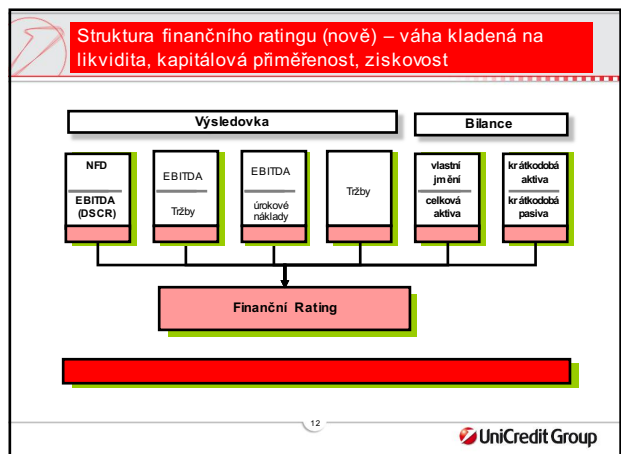 Struktura finančního ratingu (nově) – váha kladená na
likvidita, kapitálová přiměřenost, ziskovost
Výsledovka
Bilance
NFD
EBITDA
(DSCR)
EBITDA
Tržby
EBITDA
úrokové
náklady
Tržby
vlastní
jmění
celková
aktiva
krátkodobá
aktiva
krátkodobá
pasiva
Finanční Rating
12
UniCredit Group